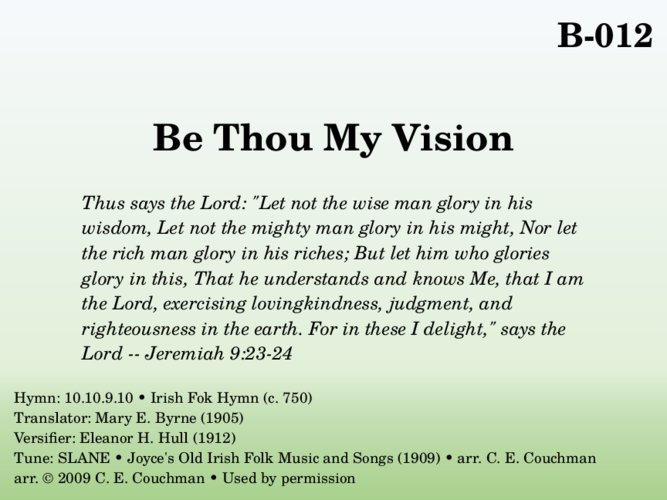 B-012
Be Thou My Vision
Thus says the Lord: "Let not the wise man glory in his
wisdom, Let not the mighty man glory in his might, Nor let
the rich man glory in his riches; But let him who glories
glory in this, That he understands and knows Me, that I am
the Lord, exercising lovingkindness, judgment, and
righteousness in the earth. For in these I delight," says the
Lord -- Jeremiah 9:23-24
Hymn: 10.10.9.10 • Irish Fok Hymn (c. 750)
Translator: Mary E. Byrne (1905)
Versifier: Eleanor H. Hull (1912)
Tune: SLANE • Joyce's Old Irish Folk Music and Songs (1909) • arr. C. E. Couchman
arr. © 2009 C. E. Couchman • Used by permission